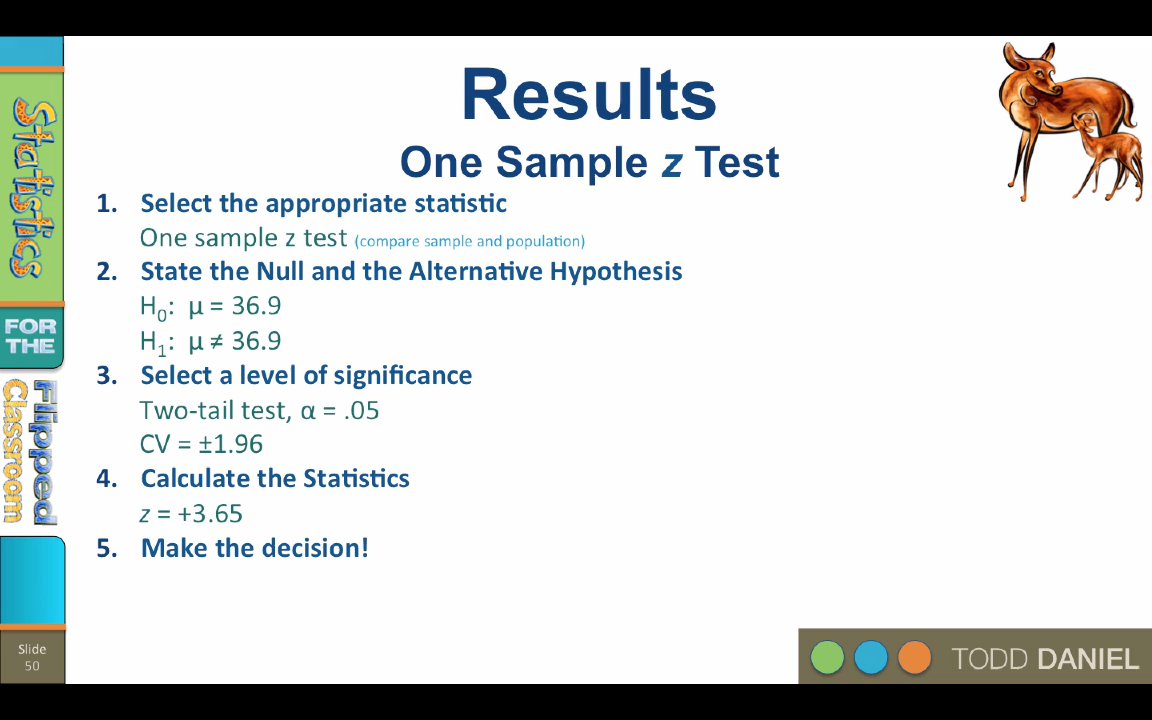 Results
One Sample z Test
1. Select the appropriate statistic
One sample z test (compare sample and population)
2. State the Null and the Alternative Hypothesis
H₀: μ = 36.9
H₁: μ ≠ 36.9
3. Select a level of significance
Two-tail test, α = .05
CV = ±1.96
4. Calculate the Statistics
z = +3.65
5. Make the decision!
Statistics
FOR
THE
Flipped
Classroom
Slide
50
TODD DANIEL